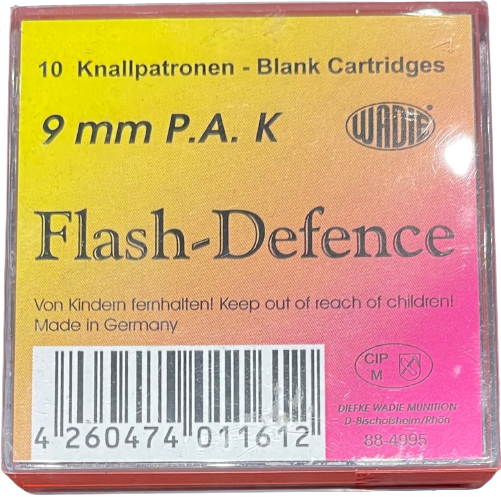 10 Knallpatronen - Blank Cartridges
9 mm P.A. K
WADIE®
Flash-Defence
Von Kindern fernhalten! Keep out of reach of children!
Made in Germany
CIP
M
4 260474 011612
DIEFKE WADIE MUNITION
D-Bischofsheim/Rhön
88-4995